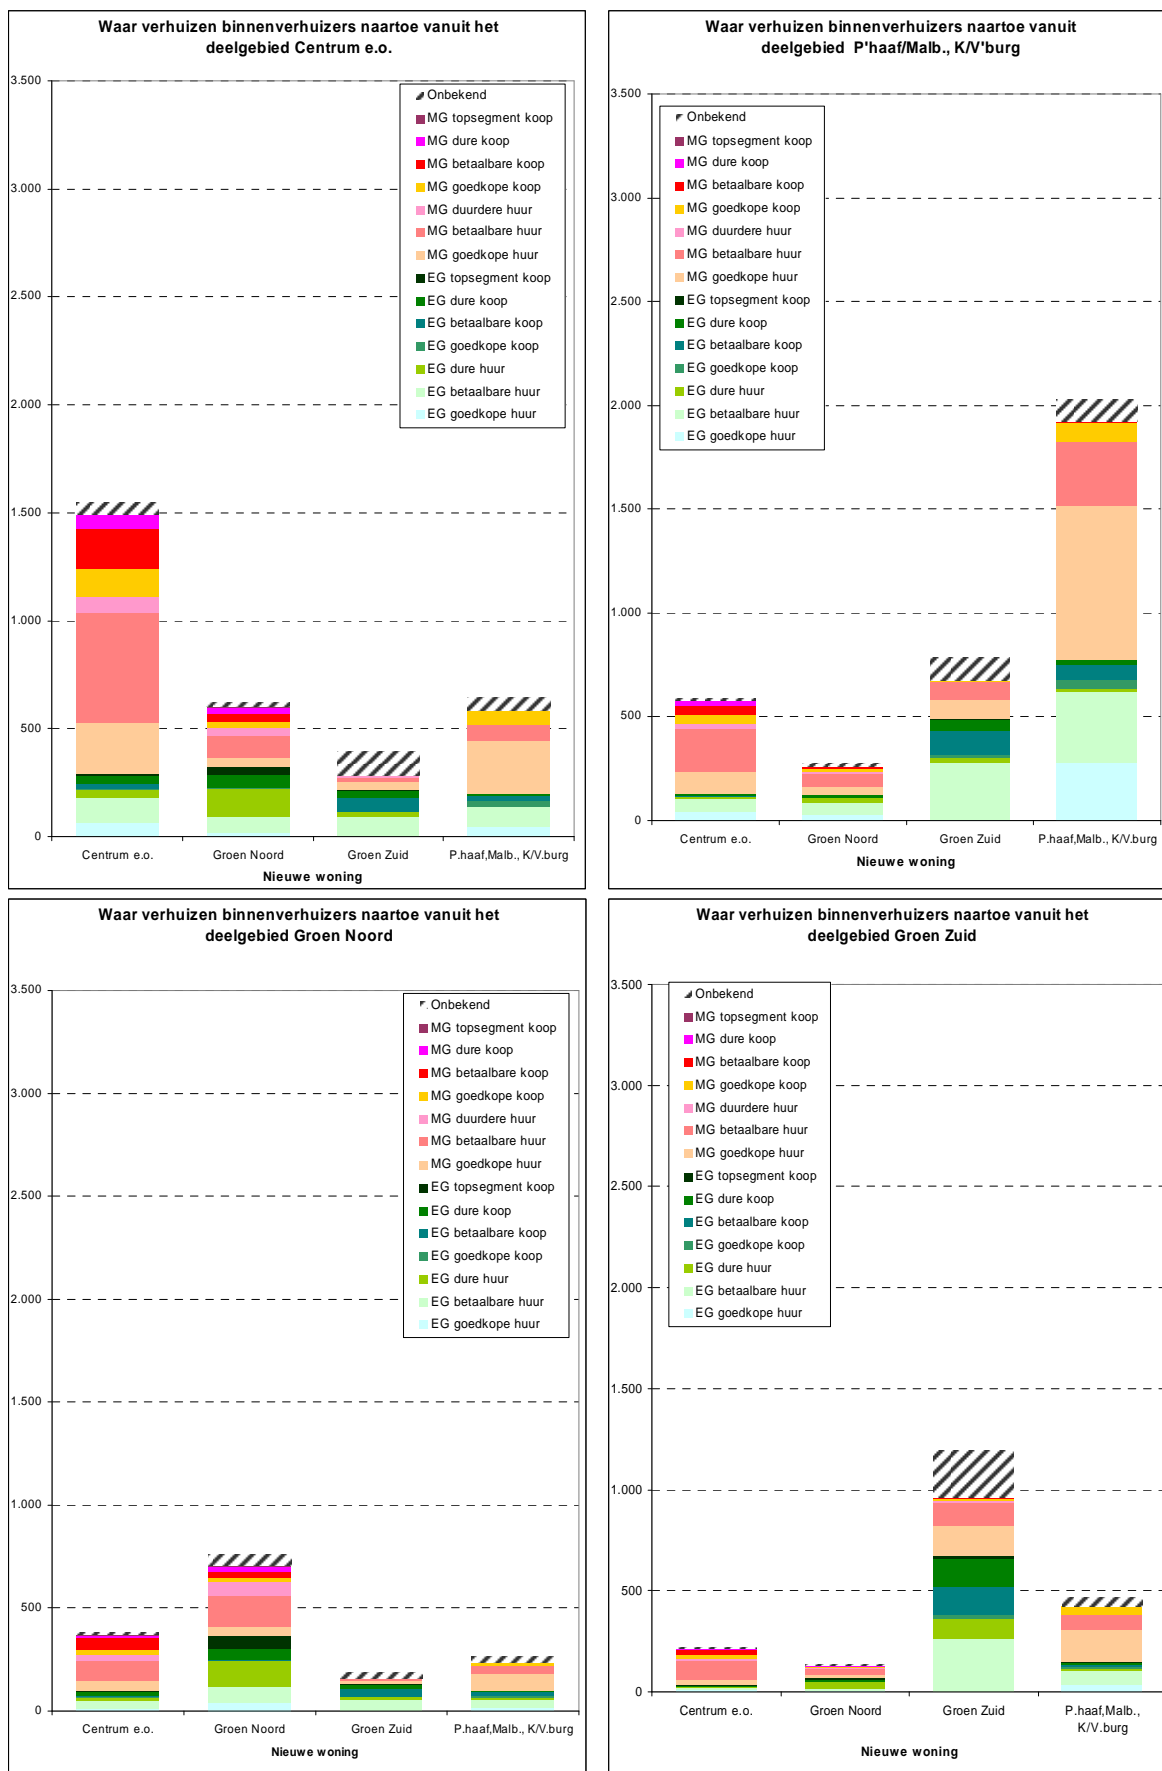 Waar verhuizen binnenverhuizers naartoe vanuit het
deelgebied Centrum e.o.
3.500
3.000
2.500
2.000
1.500
1.000
500
0
Onbekend
MG topsegment koop
MG dure koop
MG betaalbare koop
MG goedkope koop
MG duurdere huur
MG betaalbare huur
MG goedkope huur
EG topsegment koop
EG dure koop
EG betaalbare koop
EG goedkope koop
EG dure huur
EG betaalbare huur
EG goedkope huur
Centrum e.o.
Groen Noord
Groen Zuid
P.haaf,Malb., K/V.burg
Nieuwe woning
Waar verhuizen binnenverhuizers naartoe vanuit
deelgebied P'haaf/Malb., K/V'burg
3.500
3.000
2.500
2.000
1.500
1.000
500
0
Onbekend
MG topsegment koop
MG dure koop
MG betaalbare koop
MG goedkope koop
MG duurdere huur
MG betaalbare huur
MG goedkope huur
EG topsegment koop
EG dure koop
EG betaalbare koop
EG goedkope koop
EG dure huur
EG betaalbare huur
EG goedkope huur
Centrum e.o.
Groen Noord
Groen Zuid
P.haaf,Malb., K/V.burg
Nieuwe woning
Waar verhuizen binnenverhuizers naartoe vanuit het
deelgebied Groen Noord
3.500
3.000
2.500
2.000
1.500
1.000
500
0
Onbekend
MG topsegment koop
MG dure koop
MG betaalbare koop
MG goedkope koop
MG duurdere huur
MG betaalbare huur
MG goedkope huur
EG topsegment koop
EG dure koop
EG betaalbare koop
EG goedkope koop
EG dure huur
EG betaalbare huur
EG goedkope huur
Centrum e.o.
Groen Noord
Groen Zuid
P.haaf,Malb., K/V.burg
Nieuwe woning
Waar verhuizen binnenverhuizers naartoe vanuit het
deelgebied Groen Zuid
3.500
3.000
2.500
2.000
1.500
1.000
500
0
Onbekend
MG topsegment koop
MG dure koop
MG betaalbare koop
MG goedkope koop
MG duurdere huur
MG betaalbare huur
MG goedkope huur
EG topsegment koop
EG dure koop
EG betaalbare koop
EG goedkope koop
EG dure huur
EG betaalbare huur
EG goedkope huur
Centrum e.o.
Groen Noord
Groen Zuid
P.haaf,Malb.,
K/V.burg
Nieuwe woning